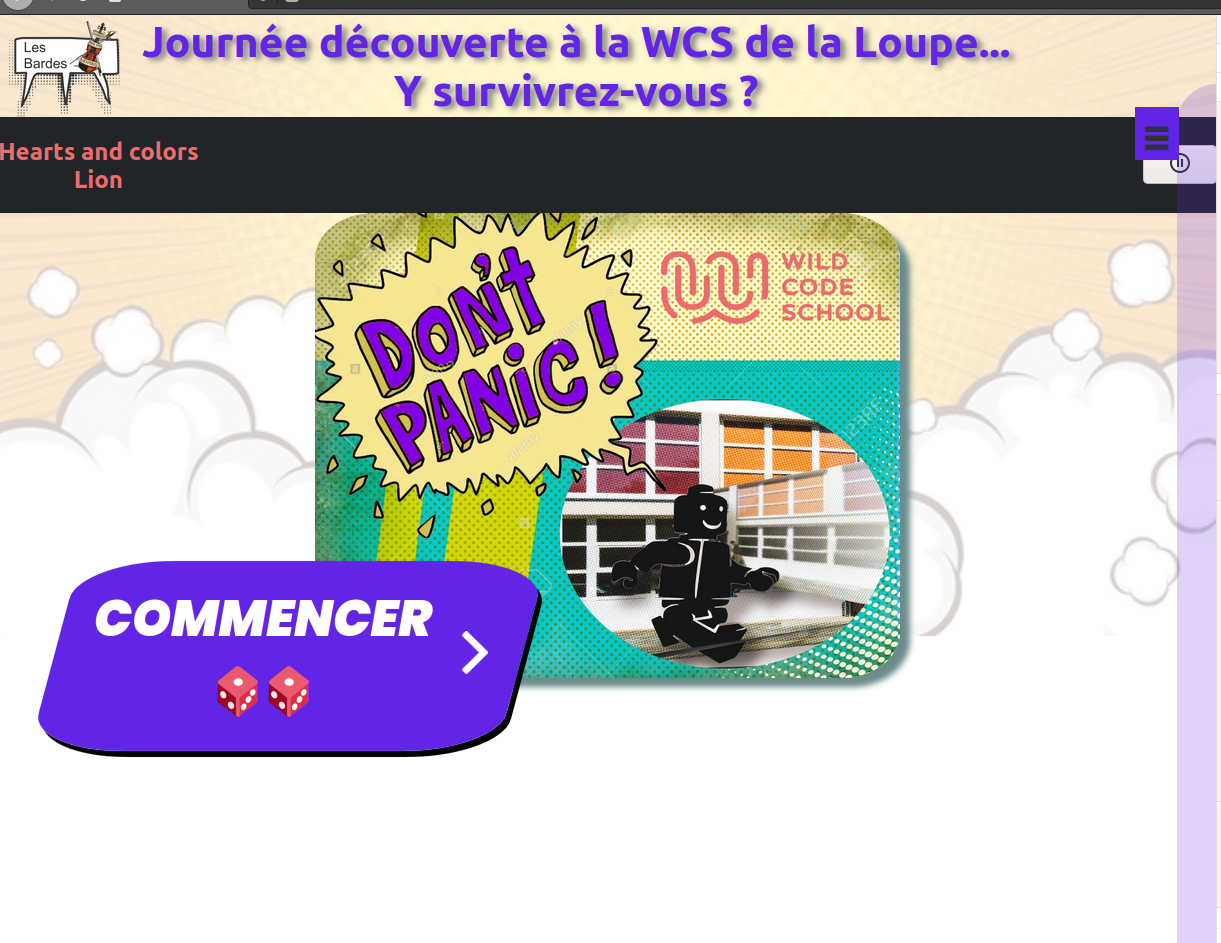 Les
Bardes
Journée découverte à la WCS de la Loupe...
Y survivrez-vous ?
Hearts and colors
Lion
DON'T
PANiC !
WILD
CODE
SCHOOL
COMMENCER